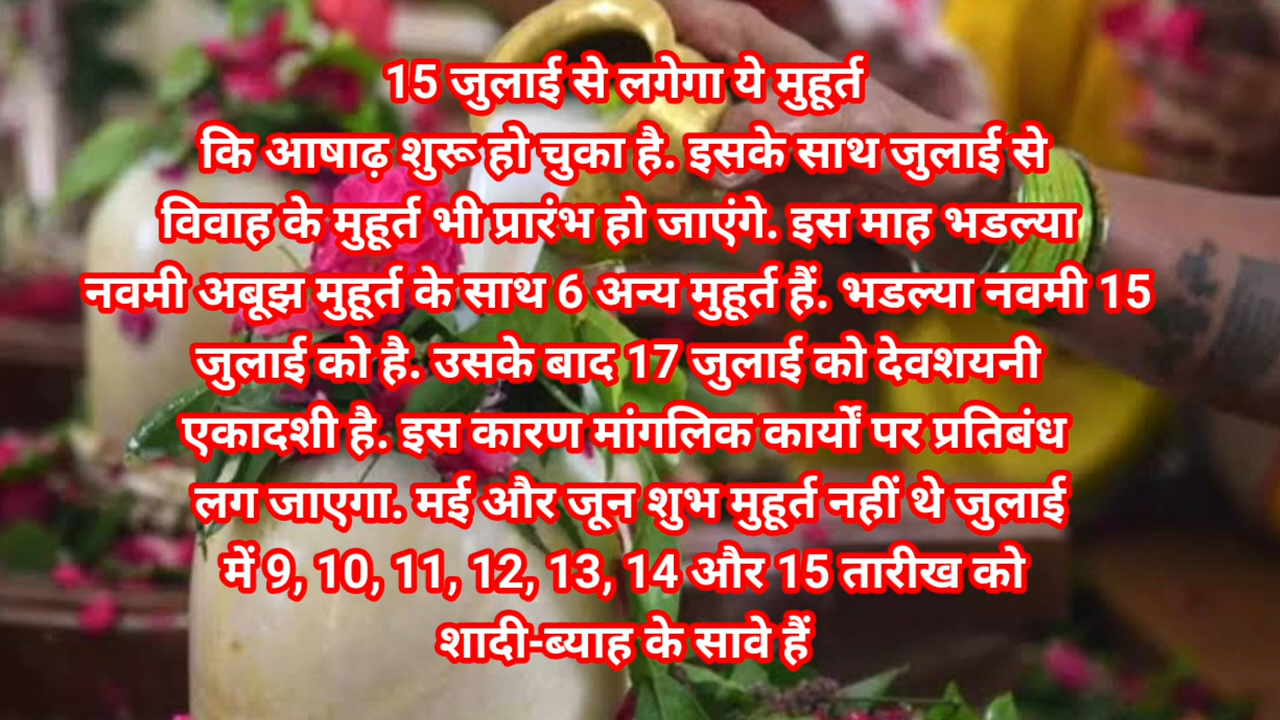 15 जुलाई से लगेगा ये मुहूर्त
कि आषाढ़ शुरू हो चुका है. इसके साथ जुलाई से
विवाह के मुहूर्त भी प्रारंभ हो जाएंगे. इस माह भडल्या
नवमी अबूझ मुहूर्त के साथ 6 अन्य मुहूर्त हैं. भडल्या नवमी 15
जुलाई को है. उसके बाद 17 जुलाई को देवशयनी
एकादशी है. इस कारण मांगलिक कार्यों पर प्रतिबंध
लग जाएगा. मई और जून शुभ मुहूर्त नहीं थे जुलाई
में 9, 10, 11, 12, 13, 14 और 15 तारीख को
शादी-ब्याह के सावे हैं